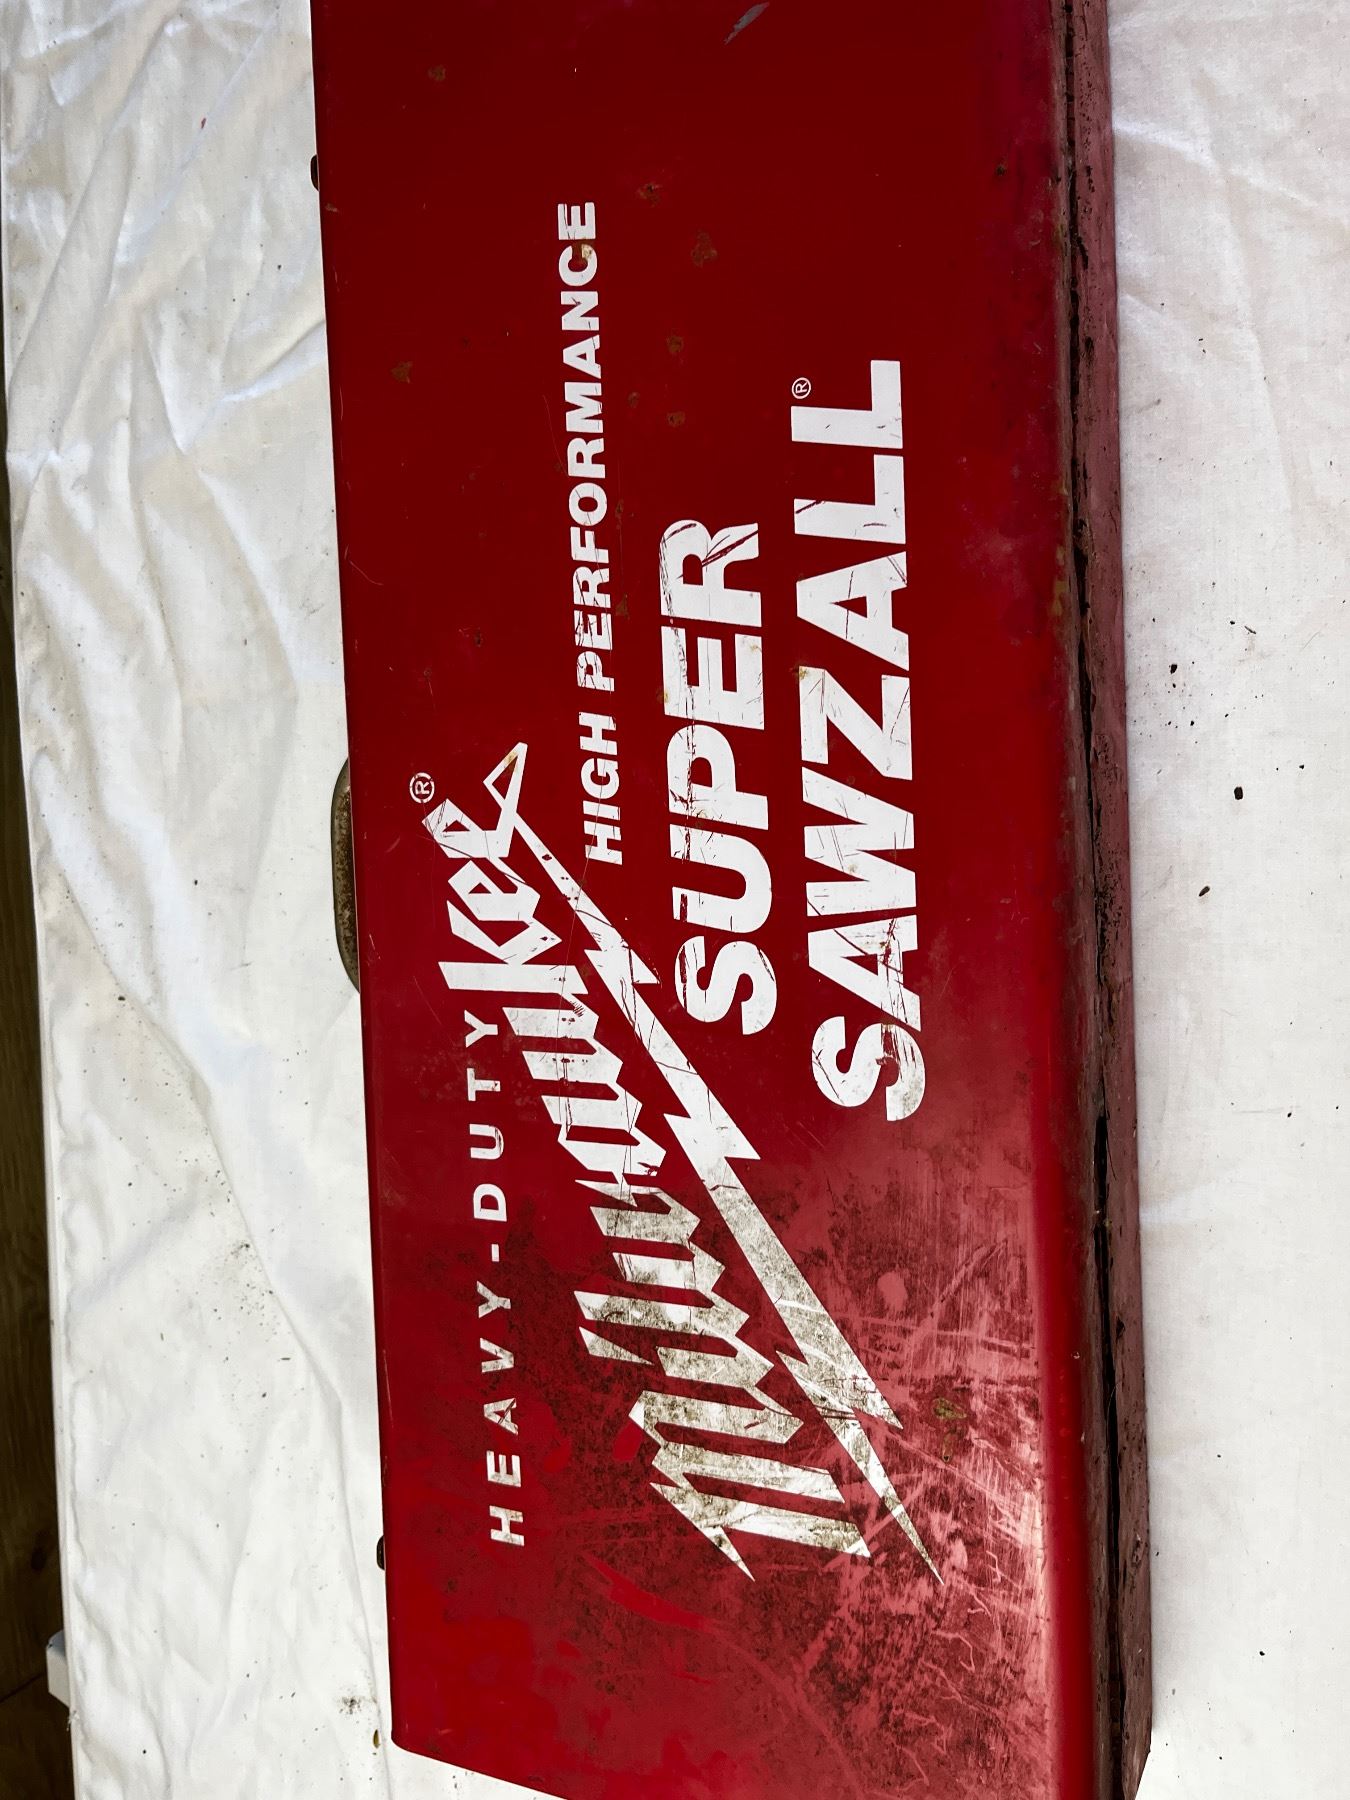 HEAVY-DUTY
Milwaukee®
HIGH PERFORMANCE
SUPER
SAWZALL®